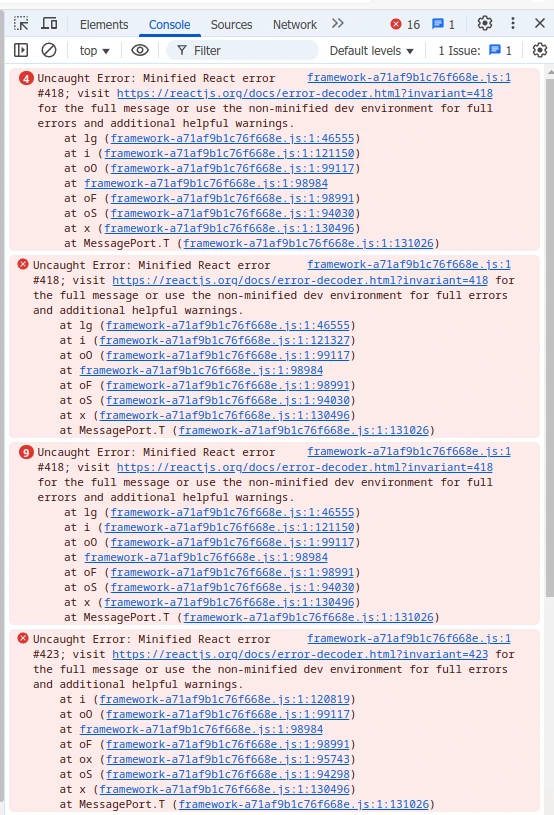 Elements Console Sources Network 16 1
top Filter Default levels 1 Issue: 1
4 Uncaught Error: Minified React error framework-a71af9b1c76f668e.js:1
#418; visit https://reactjs.org/docs/error-decoder.html?invariant=418
for the full message or use the non-minified dev environment for full
errors and additional helpful warnings.
at lg (framework-a71af9b1c76f668e.js:1:46555)
at i (framework-a71af9b1c76f668e.js:1:121150)
at oO (framework-a71af9b1c76f668e.js:1:99117)
at framework-a71af9b1c76f668e.js:1:98984
at oF (framework-a71af9b1c76f668e.js:1:98991)
at oS (framework-a71af9b1c76f668e.js:1:94030)
at x (framework-a71af9b1c76f668e.js:1:130496)
at MessagePort.T (framework-a71af9b1c76f668e.js:1:131026)
Uncaught Error: Minified React error framework-a71af9b1c76f668e.js:1
#418; visit https://reactjs.org/docs/error-decoder.html?invariant=418 for
the full message or use the non-minified dev environment for full errors
and additional helpful warnings.
at lg (framework-a71af9b1c76f668e.js:1:46555)
at i (framework-a71af9b1c76f668e.js:1:121327)
at oO (framework-a71af9b1c76f668e.js:1:99117)
at framework-a71af9b1c76f668e.js:1:98984
at oF (framework-a71af9b1c76f668e.js:1:98991)
at oS (framework-a71af9b1c76f668e.js:1:94030)
at x (framework-a71af9b1c76f668e.js:1:130496)
at MessagePort.T (framework-a71af9b1c76f668e.js:1:131026)
9 Uncaught Error: Minified React error framework-a71af9b1c76f668e.js:1
#418; visit https://reactjs.org/docs/error-decoder.html?invariant=418
for the full message or use the non-minified dev environment for full
errors and additional helpful warnings.
at lg (framework-a71af9b1c76f668e.js:1:46555)
at i (framework-a71af9b1c76f668e.js:1:121150)
at oO (framework-a71af9b1c76f668e.js:1:99117)
at framework-a71af9b1c76f668e.js:1:98984
at oF (framework-a71af9b1c76f668e.js:1:98991)
at oS (framework-a71af9b1c76f668e.js:1:94030)
at x (framework-a71af9b1c76f668e.js:1:130496)
at MessagePort.T (framework-a71af9b1c76f668e.js:1:131026)
Uncaught Error: Minified React error framework-a71af9b1c76f668e.js:1
#423; visit https://reactjs.org/docs/error-decoder.html?invariant=423 for
the full message or use the non-minified dev environment for full errors
and additional helpful warnings.
at i (framework-a71af9b1c76f668e.js:1:120819)
at oO (framework-a71af9b1c76f668e.js:1:99117)
at framework-a71af9b1c76f668e.js:1:98984
at oF (framework-a71af9b1c76f668e.js:1:98991)
at ox (framework-a71af9b1c76f668e.js:1:95743)
at oS (framework-a71af9b1c76f668e.js:1:94298)
at x (framework-a71af9b1c76f668e.js:1:130496)
at MessagePort.T (framework-a71af9b1c76f668e.js:1:131026)